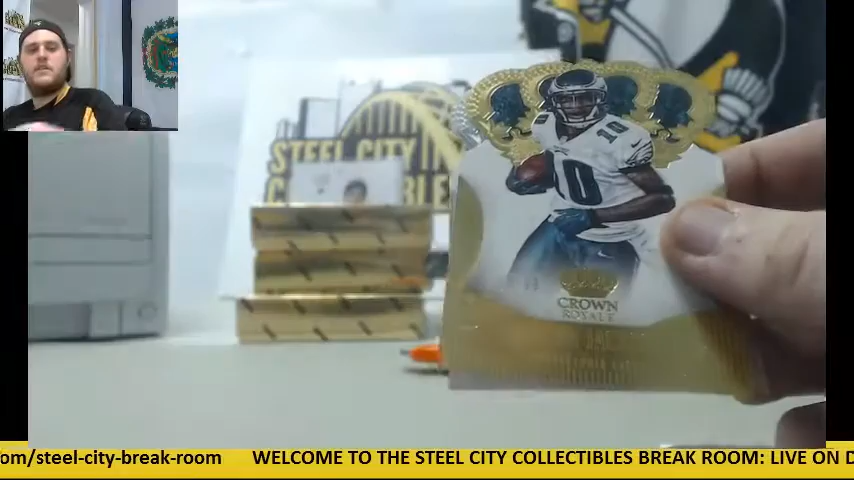 STEEL CITY
10
10
CROWN
ROYALE
om/steel-city-break-room WELCOME TO THE STEEL CITY COLLECTIBLES BREAK ROOM: LIVE ON D